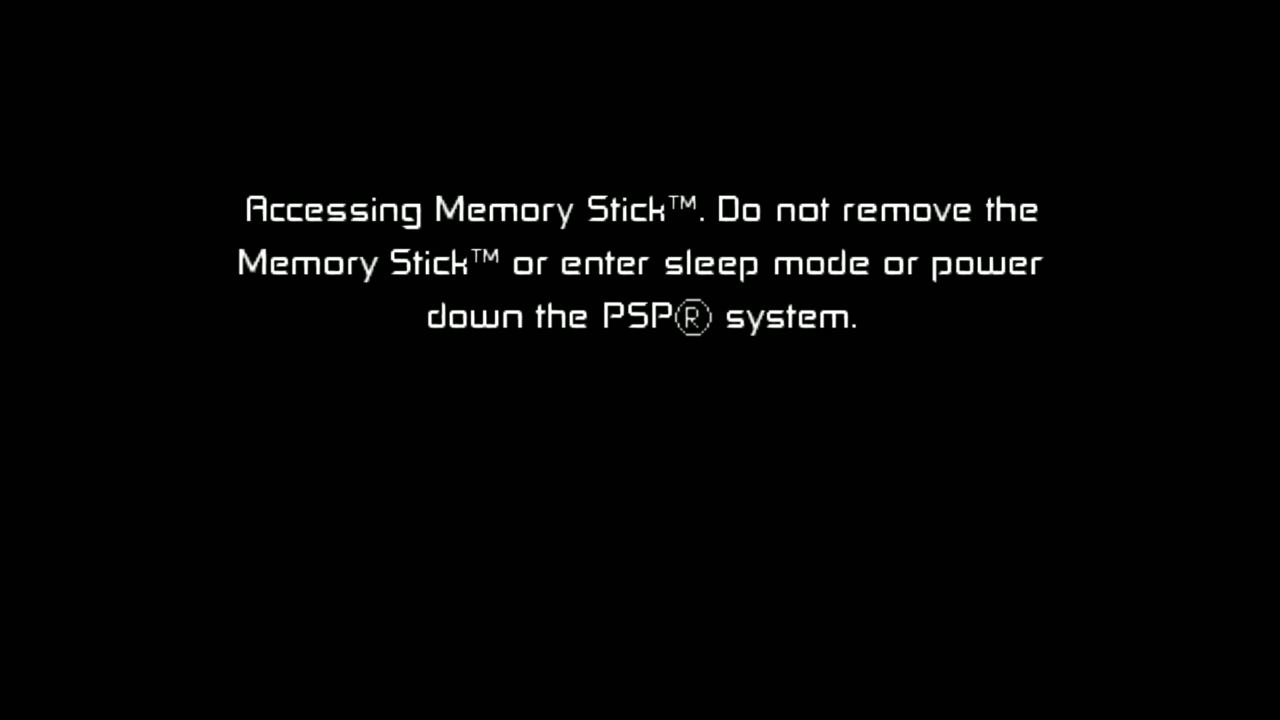 Accessing Memory Stick™. Do not remove the
Memory Stick™ or enter sleep mode or power
down the PSP® system.